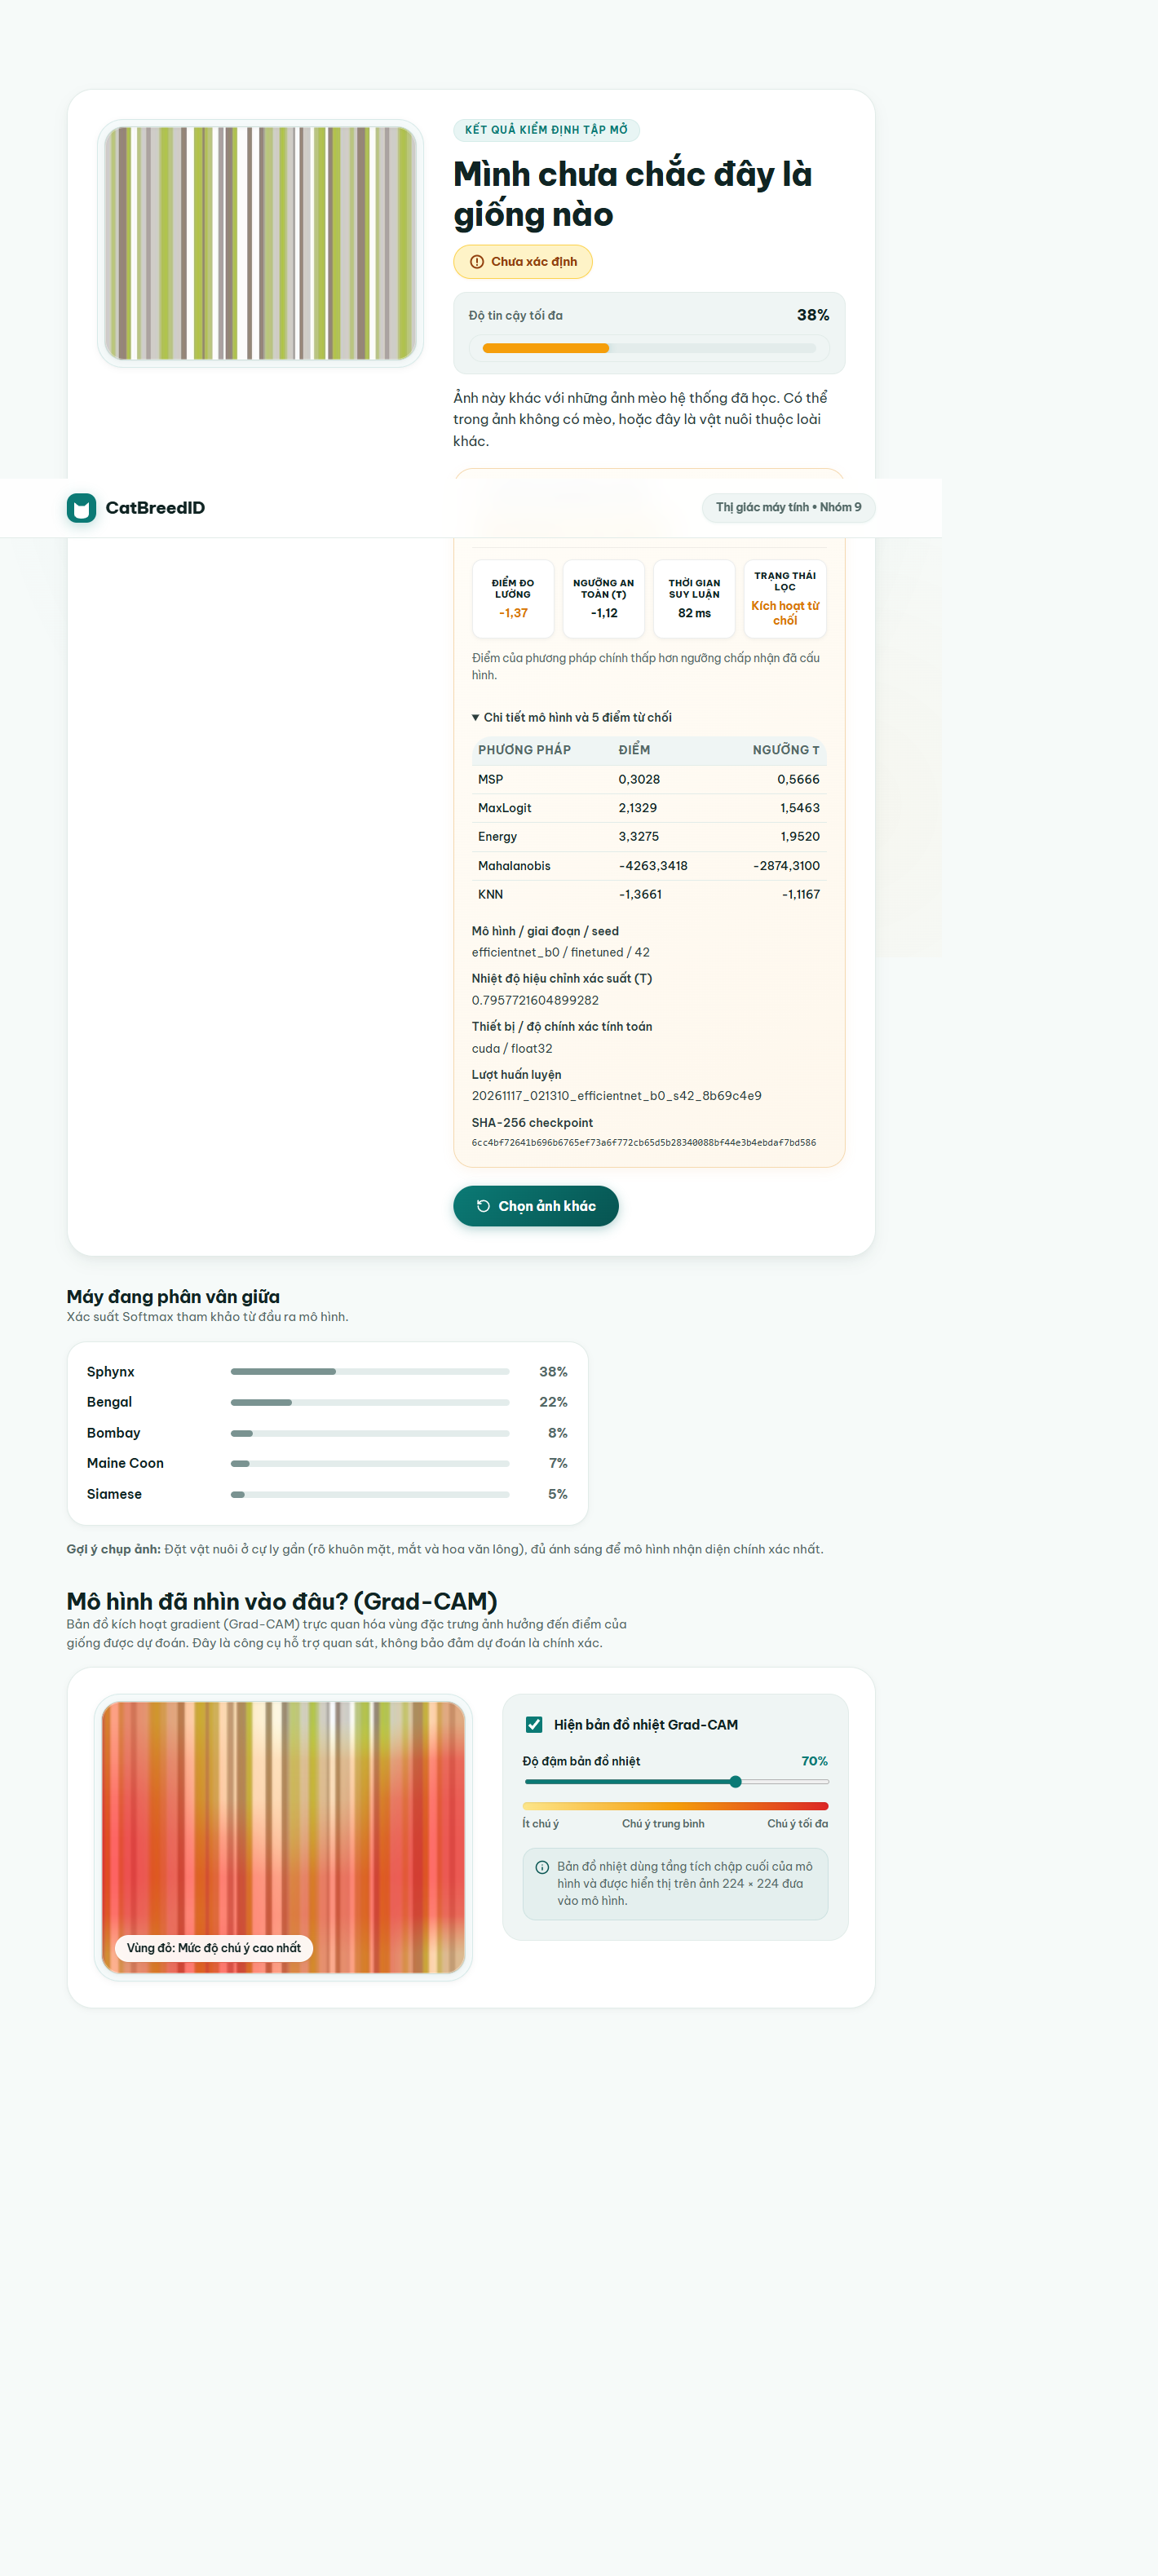 KẾT QUẢ KIỂM ĐỊNH TẬP MỞ
Mình chưa chắc đây là
giống nào
Chưa xác định
Độ tin cậy tối đa 38%
Ảnh này khác với những ảnh mèo hệ thống đã học. Có thể
trong ảnh không có mèo, hoặc đây là vật nuôi thuộc loài
khác.
CatBreedID
Thị giác máy tính • Nhóm 9
ĐIỂM ĐO
LƯỜNG
-1,37
NGƯỠNG AN
TOÀN (T)
-1,12
THỜI GIAN
SUY LUẬN
82 ms
TRẠNG THÁI
LỌC
Kích hoạt từ
chối
Điểm của phương pháp chính thấp hơn ngưỡng chấp nhận đã cấu
hình.
▼ Chi tiết mô hình và 5 điểm từ chối
PHƯƠNG PHÁP ĐIỂM NGƯỠNG T
MSP 0,3028 0,5666
MaxLogit 2,1329 1,5463
Energy 3,3275 1,9520
Mahalanobis -4263,3418 -2874,3100
KNN -1,3661 -1,1167
Mô hình / giai đoạn / seed
efficientnet_b0 / finetuned / 42
Nhiệt độ hiệu chỉnh xác suất (T)
0.7957721604899282
Thiết bị / độ chính xác tính toán
cuda / float32
Lượt huấn luyện
20261117_021310_efficientnet_b0_s42_8b69c4e9
SHA-256 checkpoint
6cc4bf72641b696b6765ef73a6f772cb65d5b28340088bf44e3b4ebdaf7bd586
Chọn ảnh khác
Máy đang phân vân giữa
Xác suất Softmax tham khảo từ đầu ra mô hình.
Sphynx 38%
Bengal 22%
Bombay 8%
Maine Coon 7%
Siamese 5%
Gợi ý chụp ảnh: Đặt vật nuôi ở cự ly gần (rõ khuôn mặt, mắt và hoa văn lông), đủ ánh sáng để mô hình nhận diện chính xác nhất.
Mô hình đã nhìn vào đâu? (Grad-CAM)
Bản đồ kích hoạt gradient (Grad-CAM) trực quan hóa vùng đặc trưng ảnh hưởng đến điểm của
giống được dự đoán. Đây là công cụ hỗ trợ quan sát, không bảo đảm dự đoán là chính xác.
Vùng đỏ: Mức độ chú ý cao nhất
Hiện bản đồ nhiệt Grad-CAM
Độ đậm bản đồ nhiệt 70%
Ít chú ý Chú ý trung bình Chú ý tối đa
Bản đồ nhiệt dùng tầng tích chập cuối của mô
hình và được hiển thị trên ảnh 224 × 224 đưa
vào mô hình.